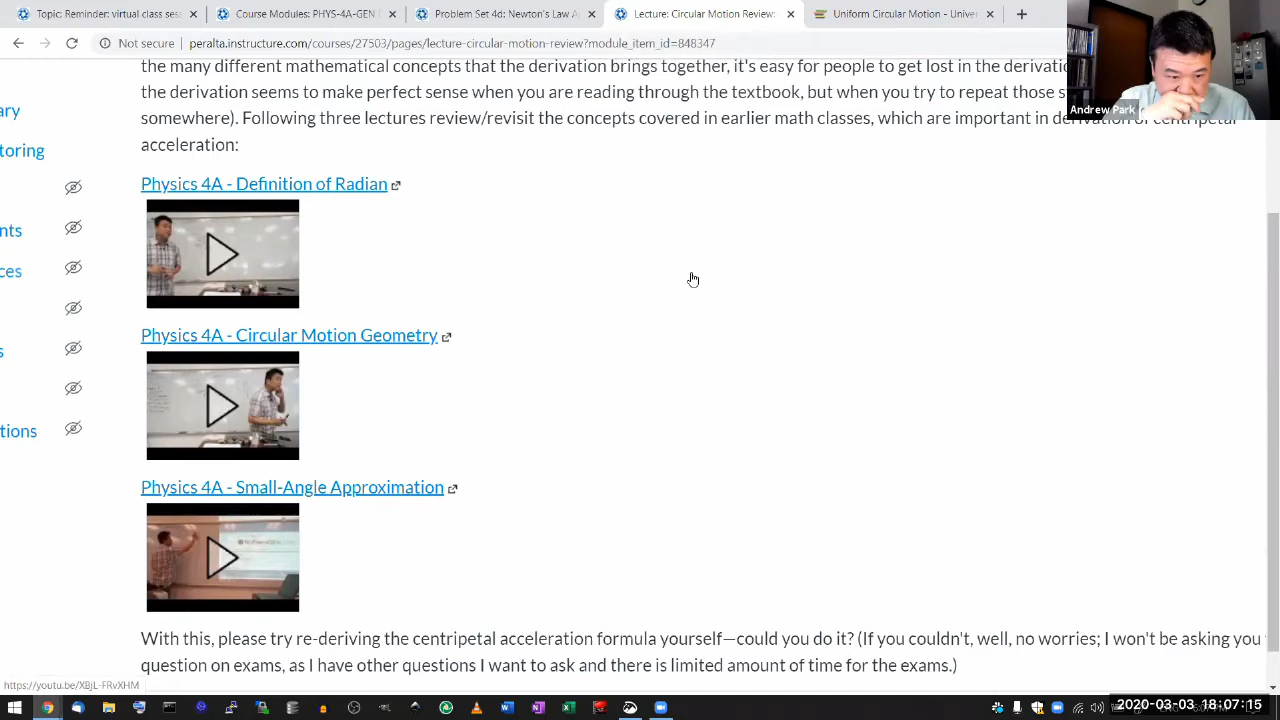 Topic: Reminder: virtual class ses
Course Modules: PHYS-4A-GEN
Problem Set 4d: Newton's Law A
Lecture: Circular Motion Review:
Uniform Circular Motion - Univer
Not secure
peralta.instructure.com/courses/27503/pages/lecture-circular-motion-review?module_item_id=848347
the many different mathematical concepts that the derivation brings together, it's easy for people to get lost in the
the derivation seems to make perfect sense when you are reading through the textbook, but when you try to repeat those
somewhere). Following three lectures review/revisit the concepts covered in earlier math classes, which are important in
acceleration:
Andrew Park
ary
toring
nts
ces
s
tions
Physics 4A - Definition of Radian
Physics 4A - Circular Motion Geometry
Physics 4A - Small-Angle Approximation
With this, please try re-deriving the centripetal acceleration formula yourself—could you do it? (If you couldn't, well, no worries; I won't be asking you
question on exams, as I have other questions I want to ask and there is limited amount of time for the exams.)
https://youtu.be/XBjL-FRvXHM
2020-03-03 18:07:15